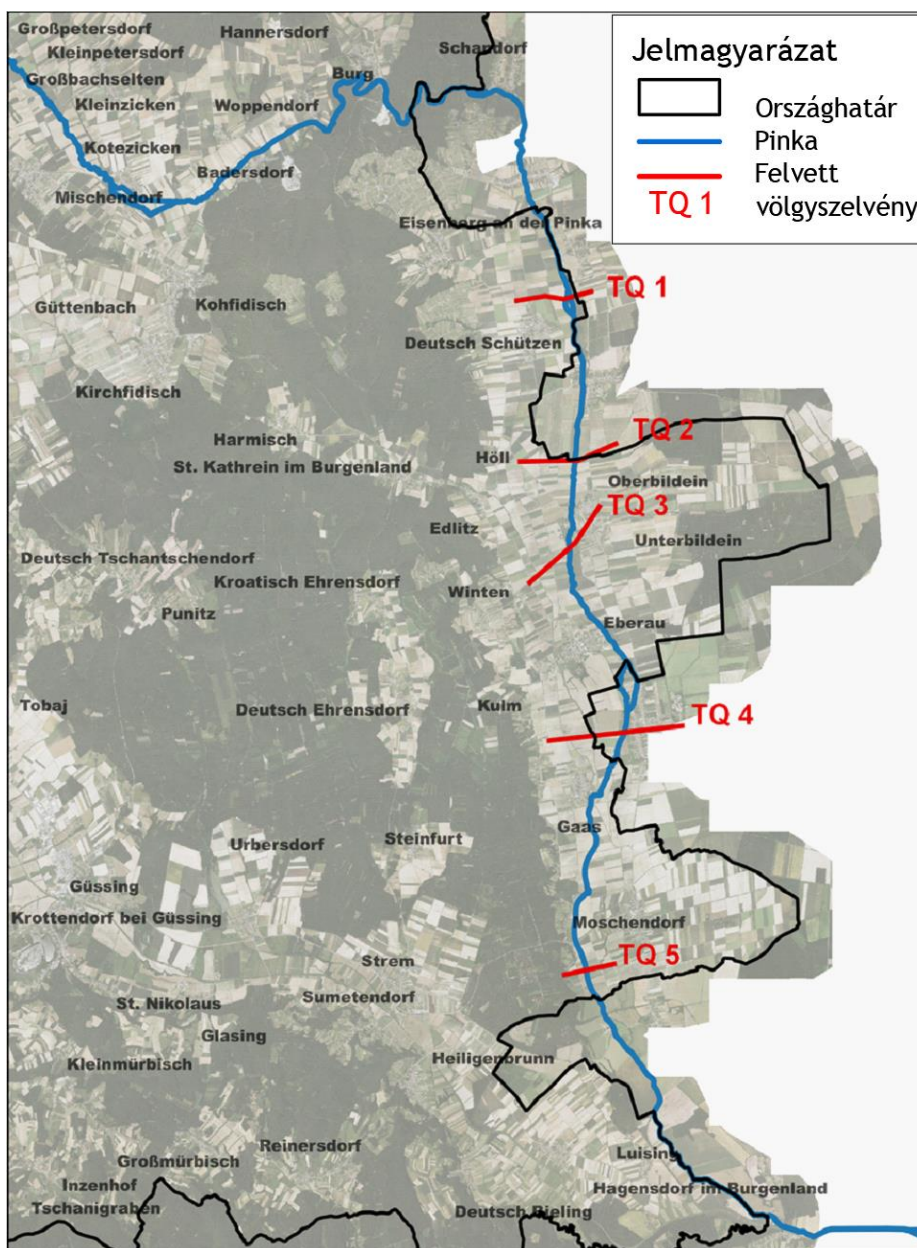 Jelmagyarázat
Országhatár
Pinka
Felvett
TQ 1 völgyszelvény
Großpetersdorf
Hannersdorf
Schandorf
Kleinpetersdorf
Großbachselten
Burg
Kleinzicken
Woppendorf
Kotezicken
Badersdorf
Mischendorf
Eisenberg an der Pinka
TQ 1
Güttenbach
Kohfidisch
Deutsch Schützen
Kirchfidisch
TQ 2
Harmisch
Höll
St. Kathrein im Burgenland
Oberbildein
TQ 3
Edlitz
Unterbildein
Deutsch Tschantschendorf
Kroatisch Ehrensdorf
Winten
Punitz
Eberau
Tobaj
Deutsch Ehrensdorf
Kulm
TQ 4
Gaas
Urbersdorf
Steinfurt
Güssing
Krottendorf bei Güssing
Moschendorf
TQ 5
Strem
St. Nikolaus
Sumetendorf
Glasing
Kleinmürbisch
Heiligenbrunn
Reinersdorf
Luising
Großmürbisch
Inzenhof
Hagensdorf im Burgenland
Tschanigraben
Deutsch Bieling